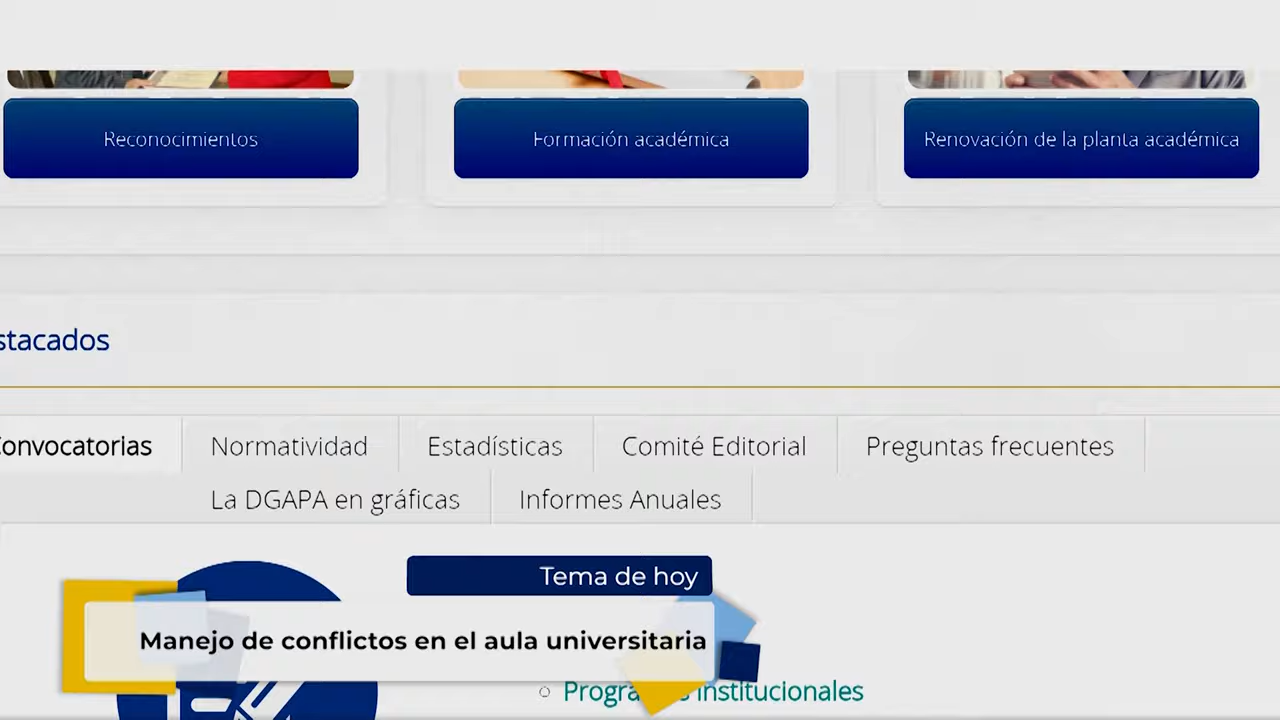 Reconocimientos
Formación académica
Renovación de la planta académica
stacados
onvocatorias
Normatividad
Estadísticas
Comité Editorial
Preguntas frecuentes
La DGAPA en gráficas
Informes Anuales
Tema de hoy
Manejo de conflictos en el aula universitaria
institucionales